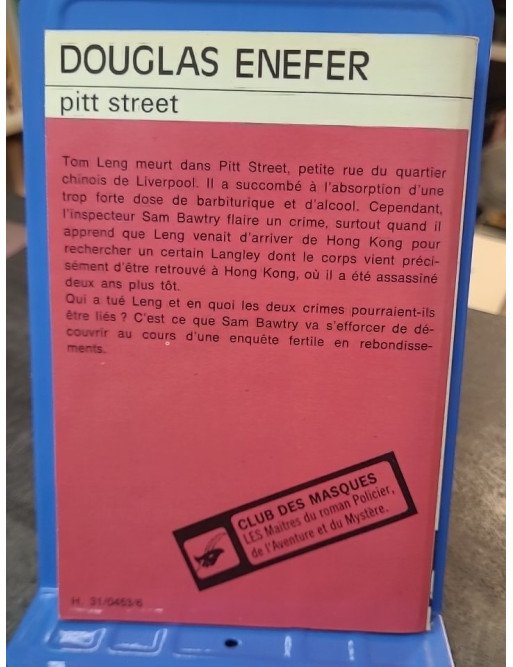 DOUGLAS ENEFER
pitt street
Tom Leng meurt dans Pitt Street, petite rue du quartier
chinois de Liverpool. Il a succombé à l'absorption d'une
trop forte dose de barbiturique et d'alcool. Cependant,
l'inspecteur Sam Bawtry flaire un crime, surtout quand il
apprend que Leng venait d'arriver de Hong Kong pour
rechercher un certain Langley dont le corps vient préci-
sément d'être retrouvé à Hong Kong, où il a été assassiné
deux ans plus tôt.
Qui a tué Leng et en quoi les deux crimes pourraient-ils
être liés ? C'est ce que Sam Bawtry va s'efforcer de dé-
couvrir au cours d'une enquête fertile en rebondisse-
ments.
CLUB DES MASQUES
LES Maîtres du roman Policier,
de l'Aventure et du Mystère.
H. 31/0453/6